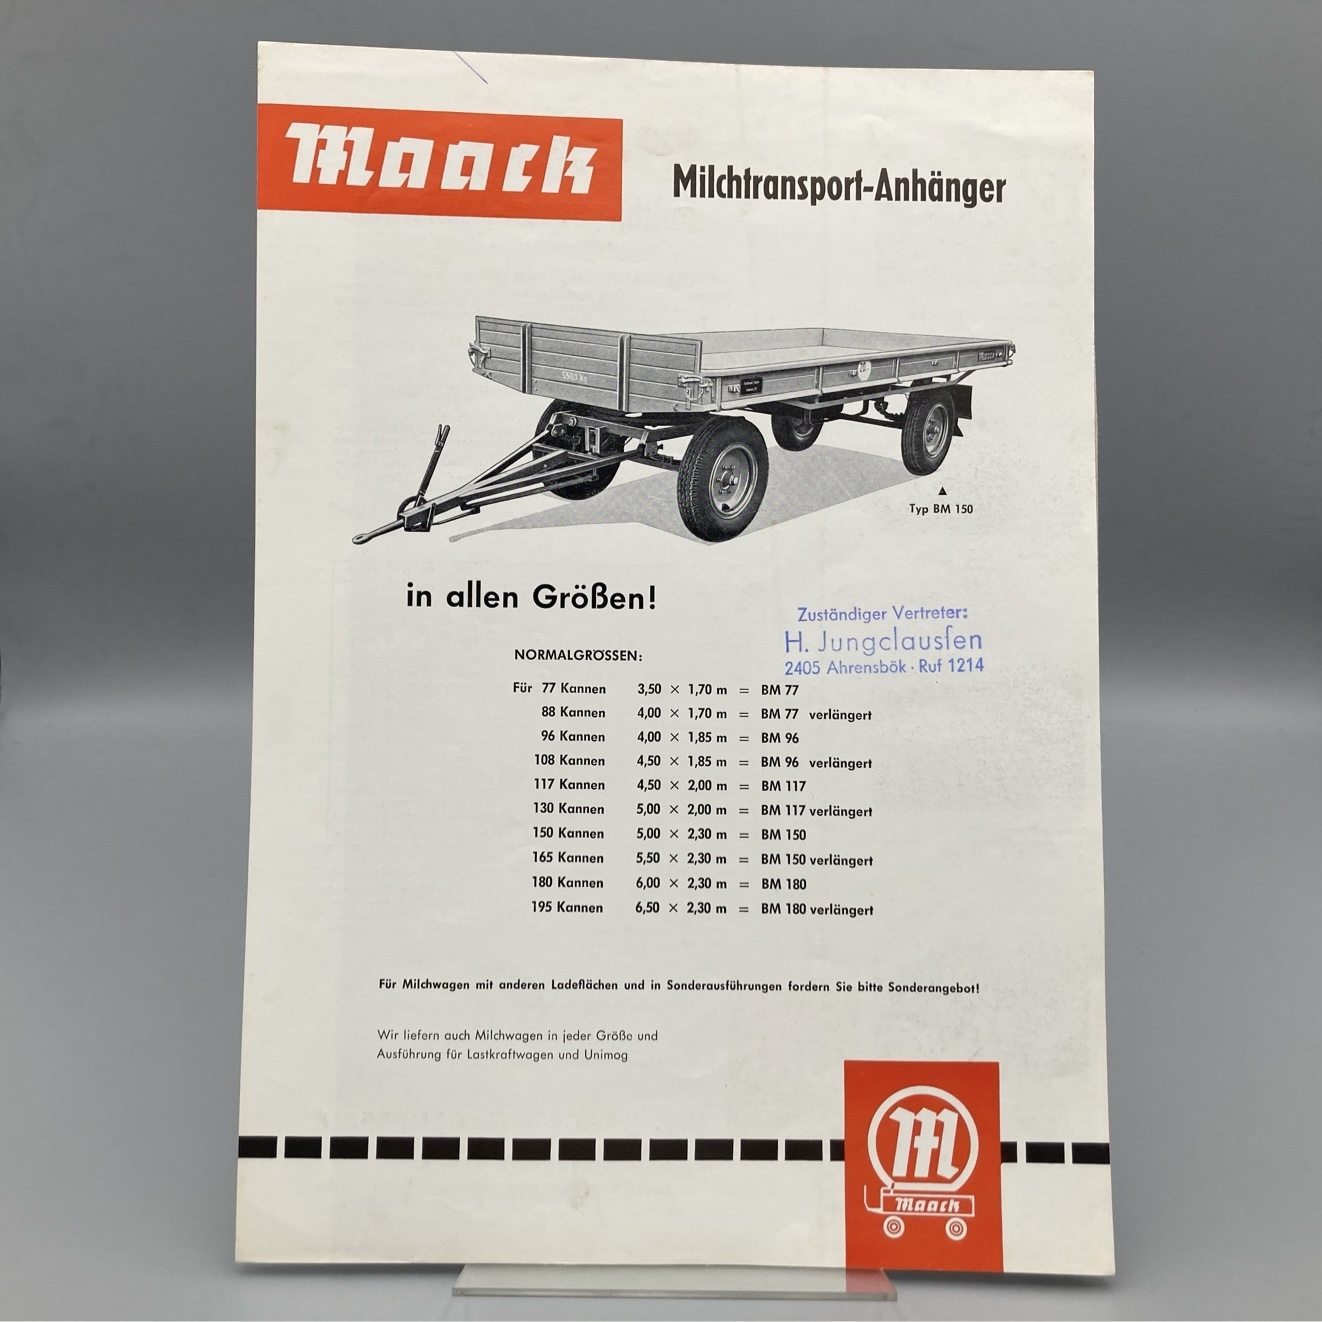 Maack
Milchtransport-Anhänger
5500 kg
20
Maack
Typ BM 150
in allen Größen!
Zuständiger Vertreter:
H. Jungclausfen
2405 Ahrensbök · Ruf 1214
NORMALGRÖSSEN:
Für 77 Kannen 3,50 × 1,70 m = BM 77
88 Kannen 4,00 × 1,70 m = BM 77 verlängert
96 Kannen 4,00 × 1,85 m = BM 96
108 Kannen 4,50 × 1,85 m = BM 96 verlängert
117 Kannen 4,50 × 2,00 m = BM 117
130 Kannen 5,00 × 2,00 m = BM 117 verlängert
150 Kannen 5,00 × 2,30 m = BM 150
165 Kannen 5,50 × 2,30 m = BM 150 verlängert
180 Kannen 6,00 × 2,30 m = BM 180
195 Kannen 6,50 × 2,30 m = BM 180 verlängert
Für Milchwagen mit anderen Ladeflächen und in Sonderausführungen fordern Sie bitte Sonderangebot!
Wir liefern auch Milchwagen in jeder Größe und
Ausführung für Lastkraftwagen und Unimog
M
Maack